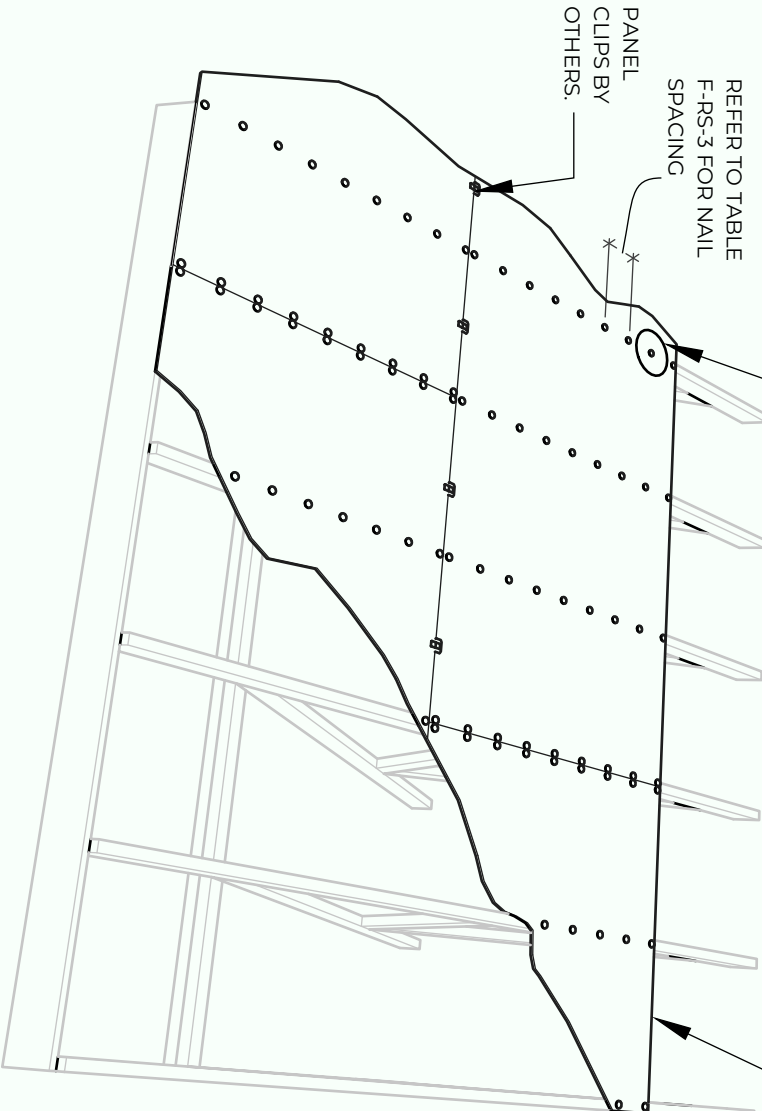 PANEL
CLIPS BY
OTHERS.
REFER TO TABLE
F-RS-3 FOR NAIL
SPACING